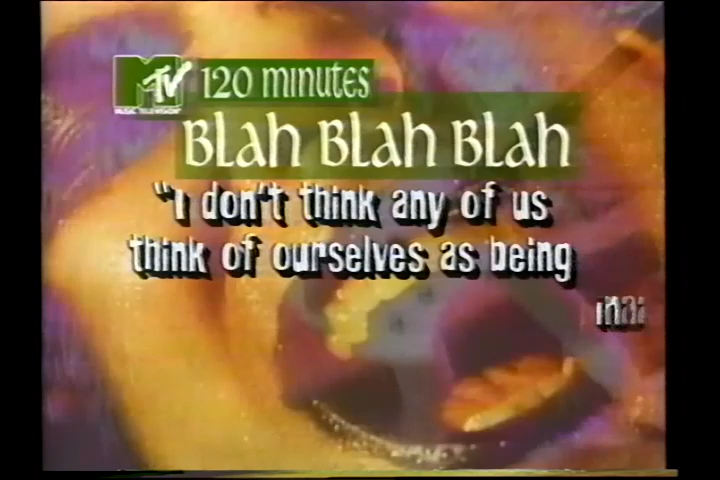 MTV
MUSIC TELEVISION
120 minutes
Blah Blah Blah
"I don't think any of us
think of ourselves as being